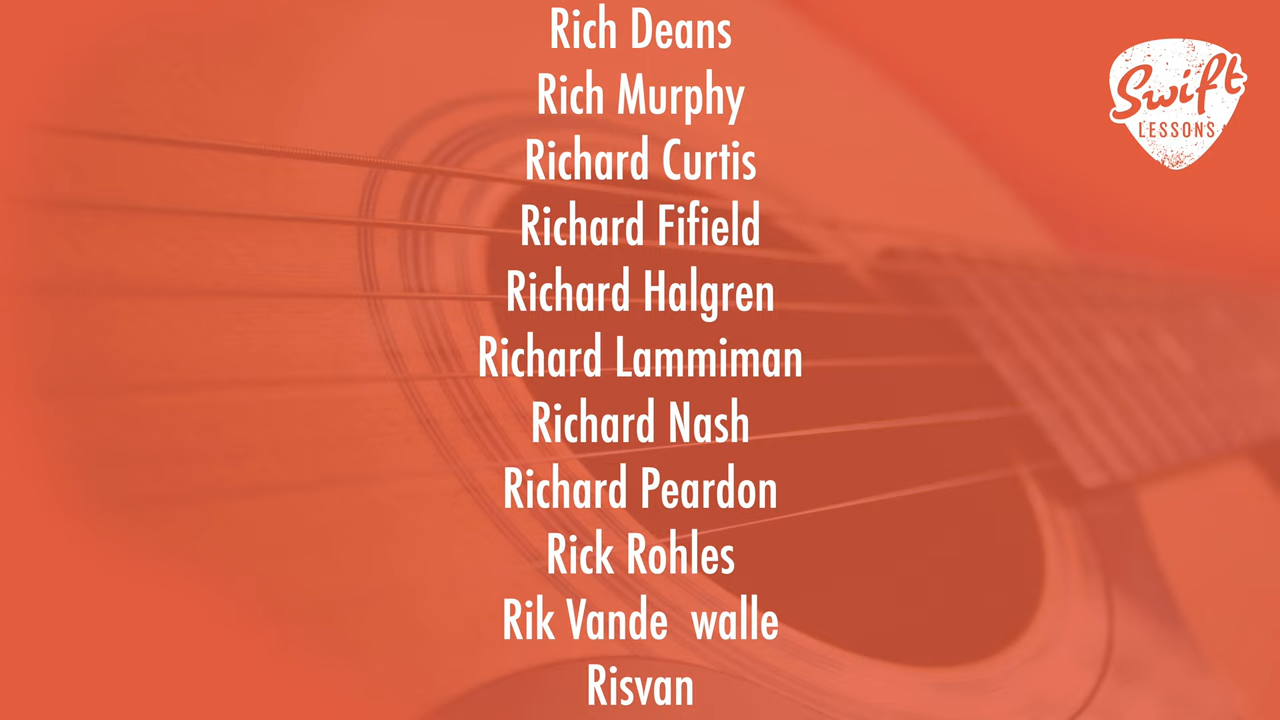 Rich Deans
Rich Murphy
Richard Curtis
Richard Fifield
Richard Halgren
Richard Lammiman
Richard Nash
Richard Peardon
Rick Rohles
Rik Vande  walle
Risvan
Swift
LESSONS